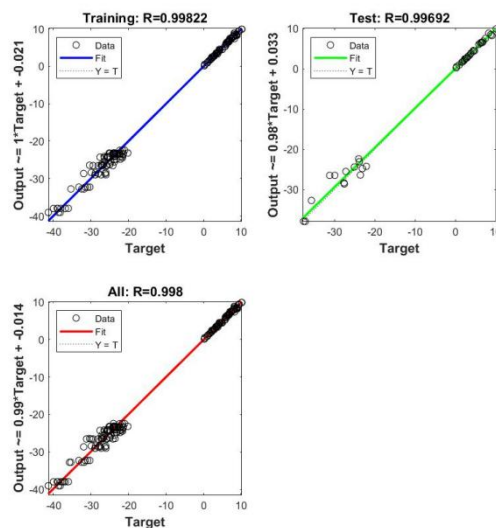 Training: R=0.99822
Output ~= 1*Target + -0.021
10
0
-10
-20
-30
-40
Data
Fit
Y = T
-40 -30 -20 -10 0 10
Target
Test: R=0.99692
Output ~= 0.98*Target + 0.033
10
0
-10
-20
-30
Data
Fit
Y = T
-30 -20 -10 0 10
Target
All: R=0.998
Output ~= 0.99*Target + -0.014
10
0
-10
-20
-30
-40
Data
Fit
Y = T
-40 -30 -20 -10 0 10
Target